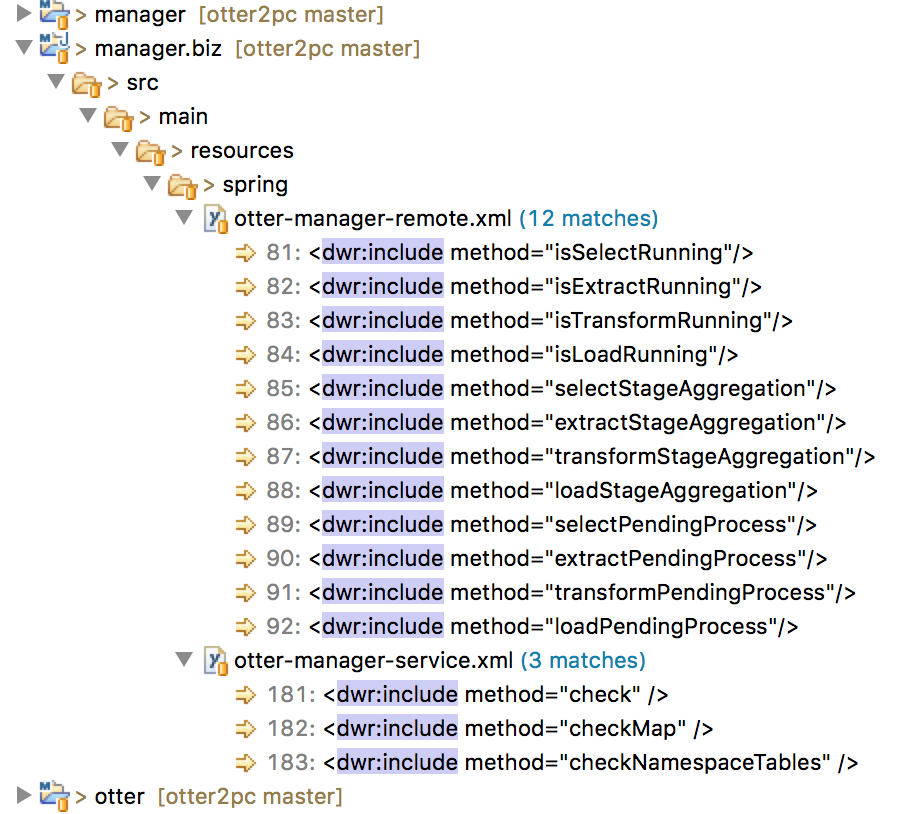 > manager [otter2pc master]
> manager.biz [otter2pc master]
> src
> main
> resources
> spring
otter-manager-remote.xml (12 matches)
81: <dwr:include method="isSelectRunning"/>
82: <dwr:include method="isExtractRunning"/>
83: <dwr:include method="isTransformRunning"/>
84: <dwr:include method="isLoadRunning"/>
85: <dwr:include method="selectStageAggregation"/>
86: <dwr:include method="extractStageAggregation"/>
87: <dwr:include method="transformStageAggregation"/>
88: <dwr:include method="loadStageAggregation"/>
89: <dwr:include method="selectPendingProcess"/>
90: <dwr:include method="extractPendingProcess"/>
91: <dwr:include method="transformPendingProcess"/>
92: <dwr:include method="loadPendingProcess"/>
otter-manager-service.xml (3 matches)
181: <dwr:include method="check" />
182: <dwr:include method="checkMap" />
183: <dwr:include method="checkNamespaceTables" />
> otter [otter2pc master]